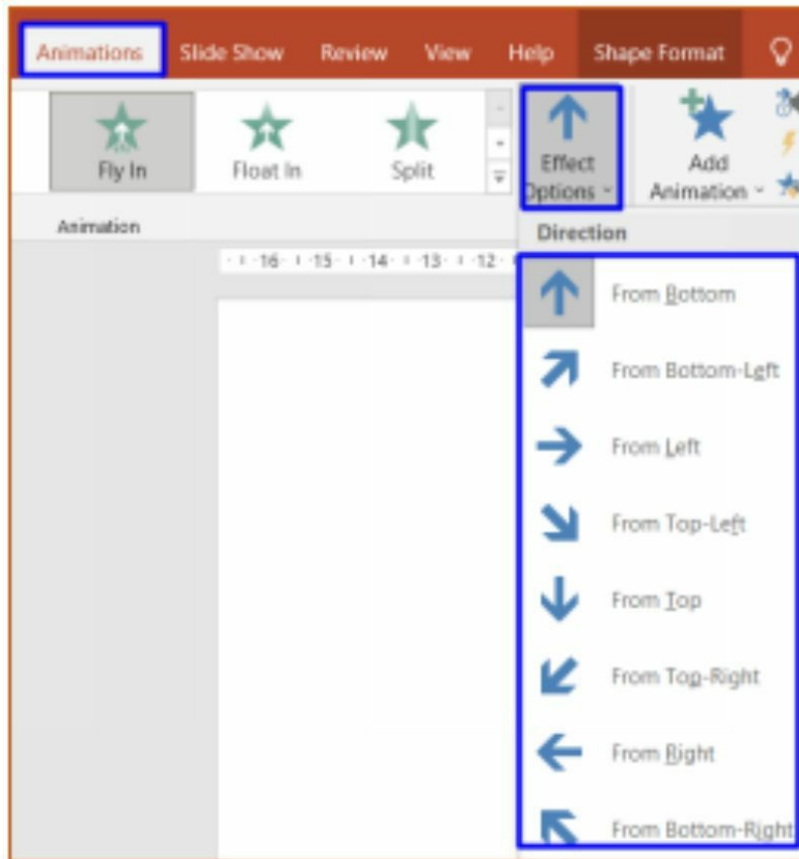 Animations Slide Show Review View Help Shape Format
Fly In Float In Split Effect Options Add Animation
Animation
Direction
16 15 14 13 12
From Bottom
From Bottom-Left
From Left
From Top-Left
From Top
From Top-Right
From Right
From Bottom-Right